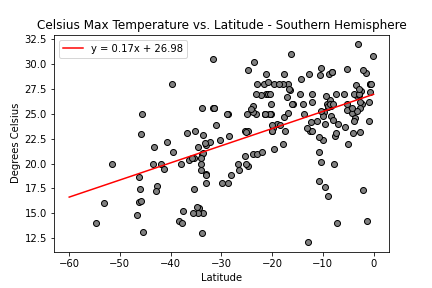 Celsius Max Temperature vs. Latitude - Southern Hemisphere
y = 0.17x + 26.98
Degrees Celsius
32.5
30.0
27.5
25.0
22.5
20.0
17.5
15.0
12.5
−60 −50 −40 −30 −20 −10 0
Latitude